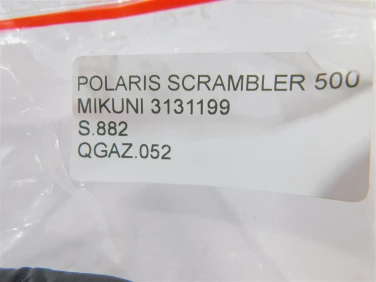 POLARIS SCRAMBLER 500
MIKUNI 3131199
S.882
QGAZ.052